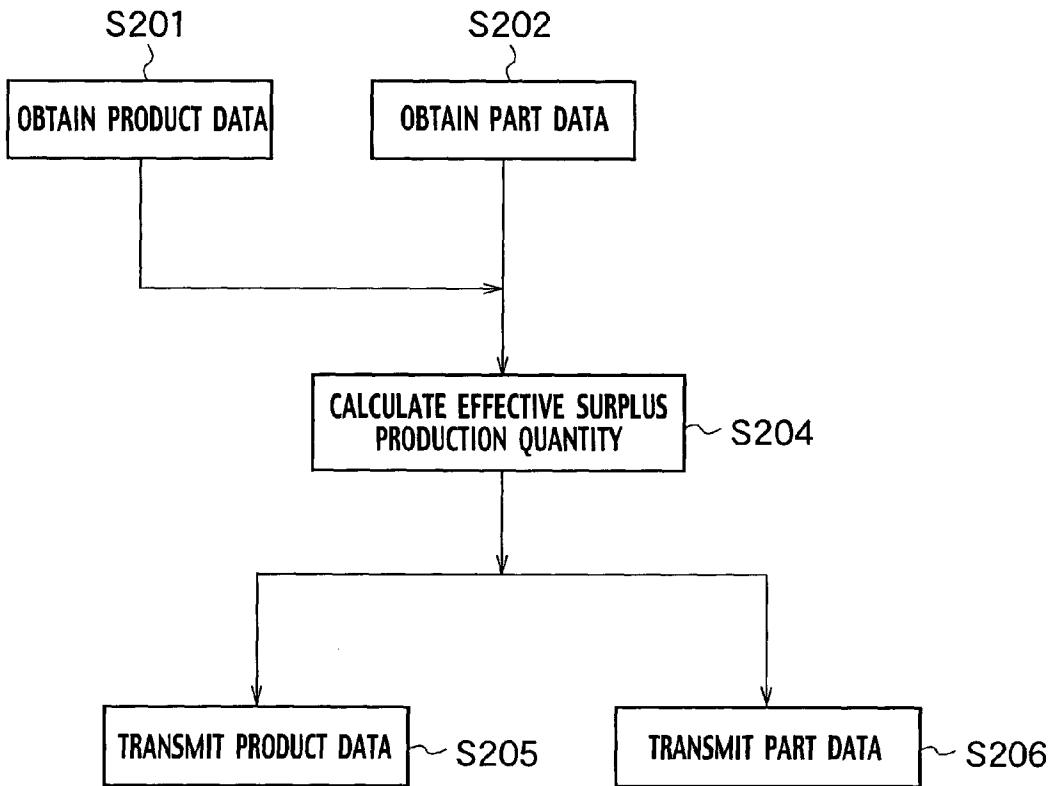 S201
S202
OBTAIN PRODUCT DATA
OBTAIN PART DATA
CALCULATE EFFECTIVE SURPLUS
PRODUCTION QUANTITY
S204
TRANSMIT PRODUCT DATA
S205
TRANSMIT PART DATA
S206